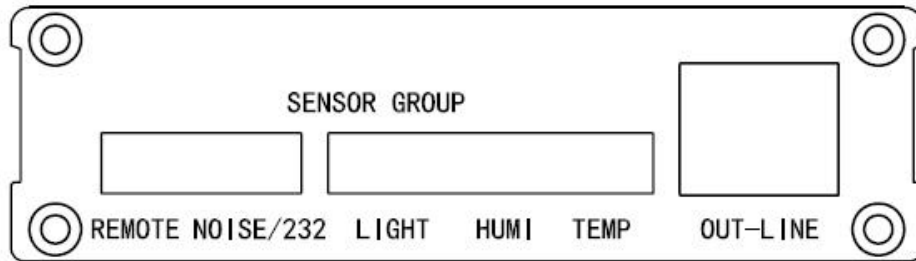 SENSOR GROUP
REMOTE NOISE/232 LIGHT HUMI TEMP OUT-LINE